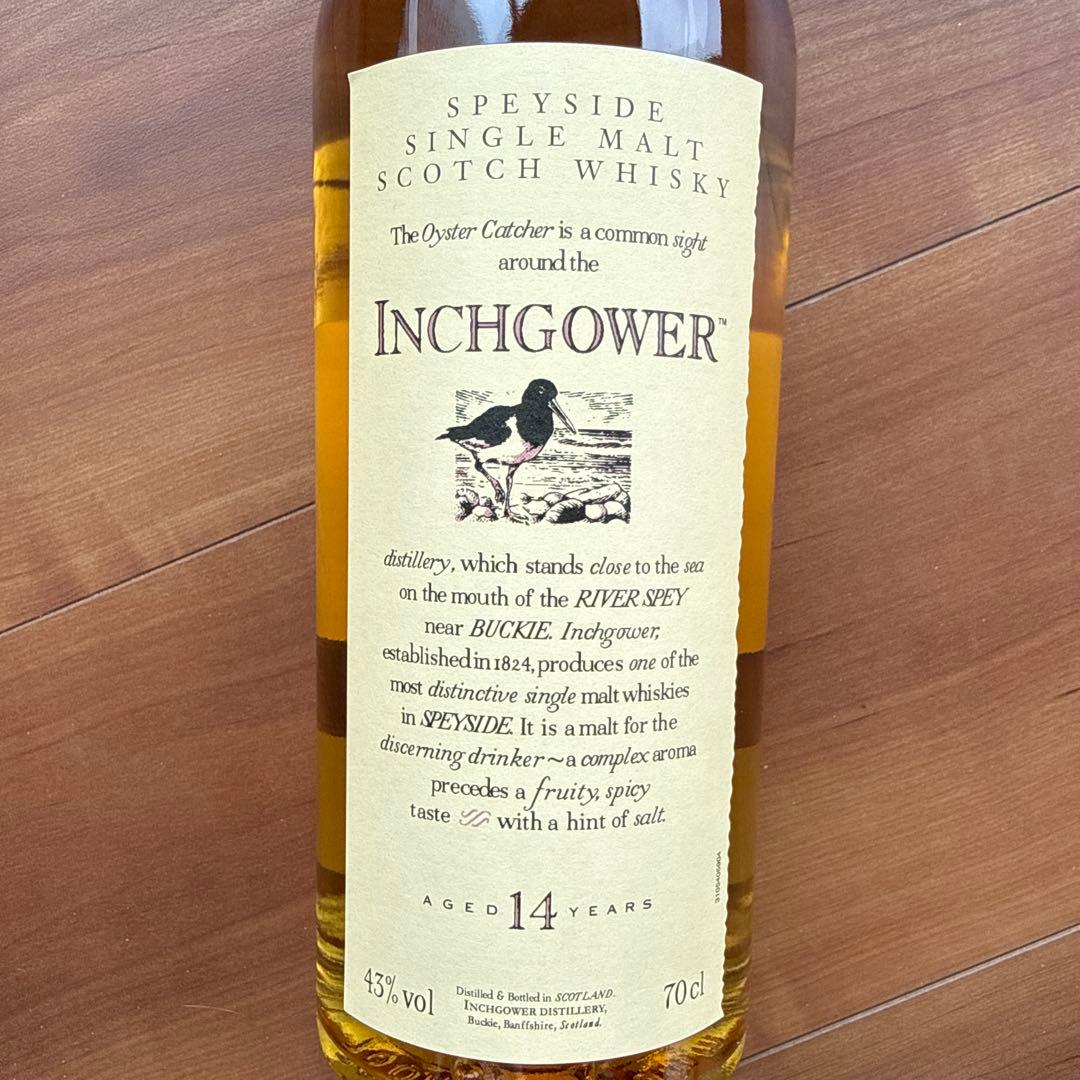 SPEYSIDE
SINGLE MALT
SCOTCH WHISKY
The Oyster Catcher is a common sight
around the
INCHGOWER™
distillery, which stands close to the sea
on the mouth of the RIVER SPEY
near BUCKIE. Inchgower,
established in 1824, produces one of the
most distinctive single malt whiskies
in SPEYSIDE. It is a malt for the
discerning drinker~a complex aroma
precedes a fruity, spicy
taste with a hint of salt.
AGED 14 YEARS
43% vol
Distilled & Bottled in SCOTLAND.
INCHGOWER DISTILLERY,
Buckie, Banffshire, Scotland.
70 cl